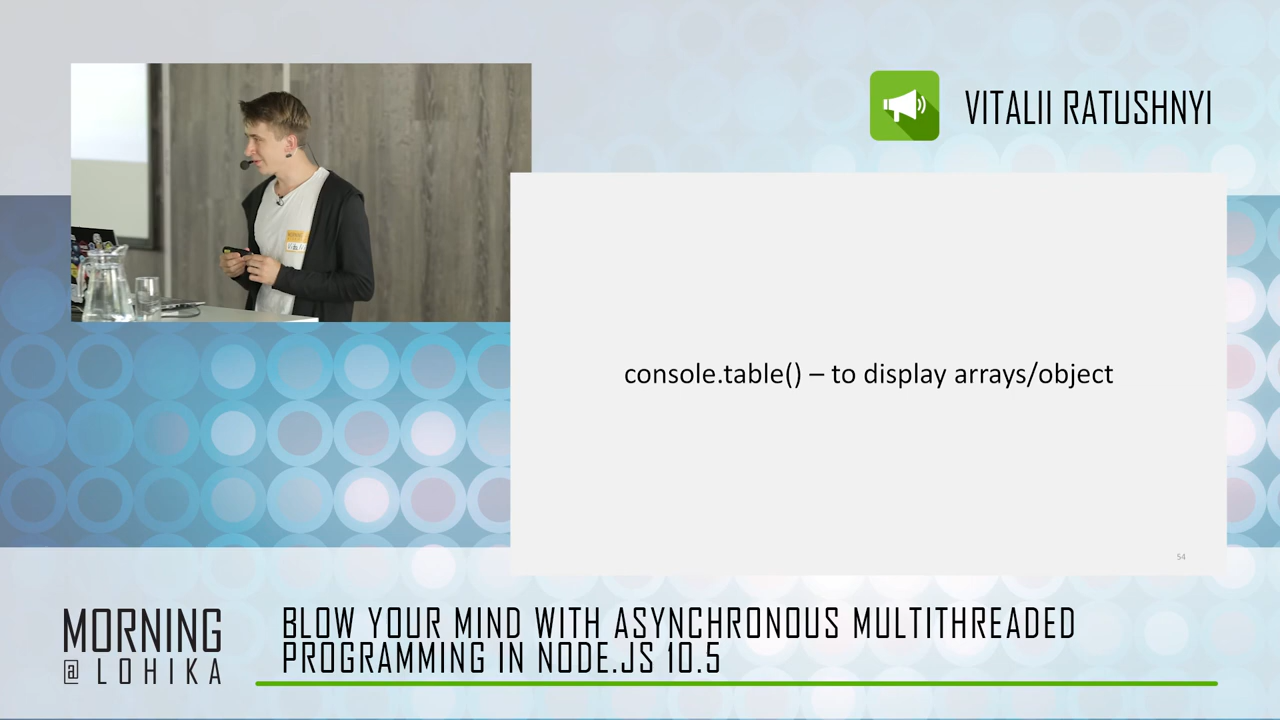 VITALII RATUSHNYI
console.table() – to display arrays/object
54
MORNING
@LOHIKA
BLOW YOUR MIND WITH ASYNCHRONOUS MULTITHREADED
PROGRAMMING IN NODE.JS 10.5